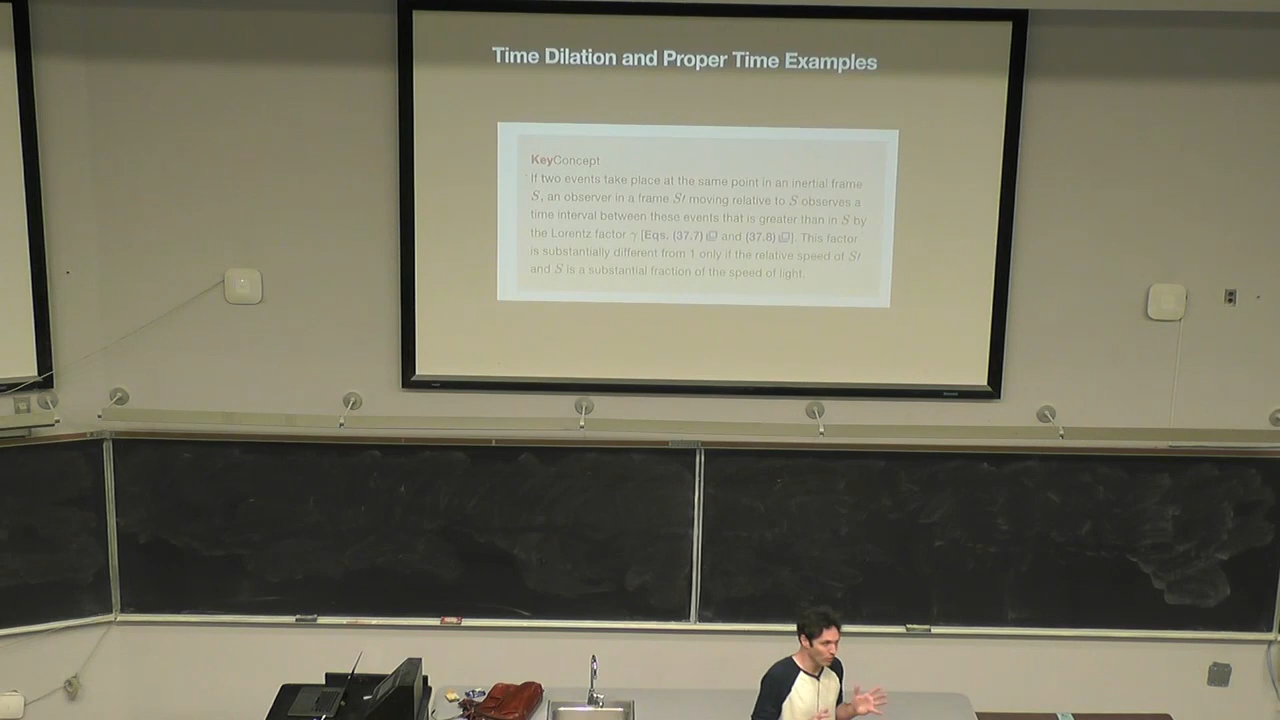 Time Dilation and Proper Time Examples
KeyConcept
If two events take place at the same point in an inertial frame
S, an observer in a frame S′ moving relative to S observes a
time interval between these events that is greater than in S by
the Lorentz factor γ [Eqs. (37.7) and (37.8)]. This factor
is substantially different from 1 only if the relative speed of S′
and S is a substantial fraction of the speed of light.